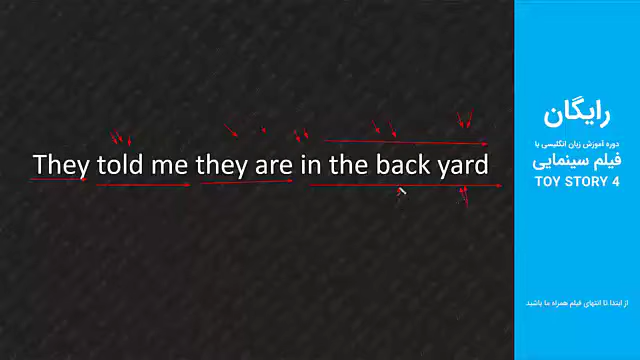 They told me they are in the back yard
رایگان
دوره آموزش زبان انگلیسی با
فیلم سینمایی
TOY STORY 4
از ابتدا تا انتهای فیلم همراه ما باشید